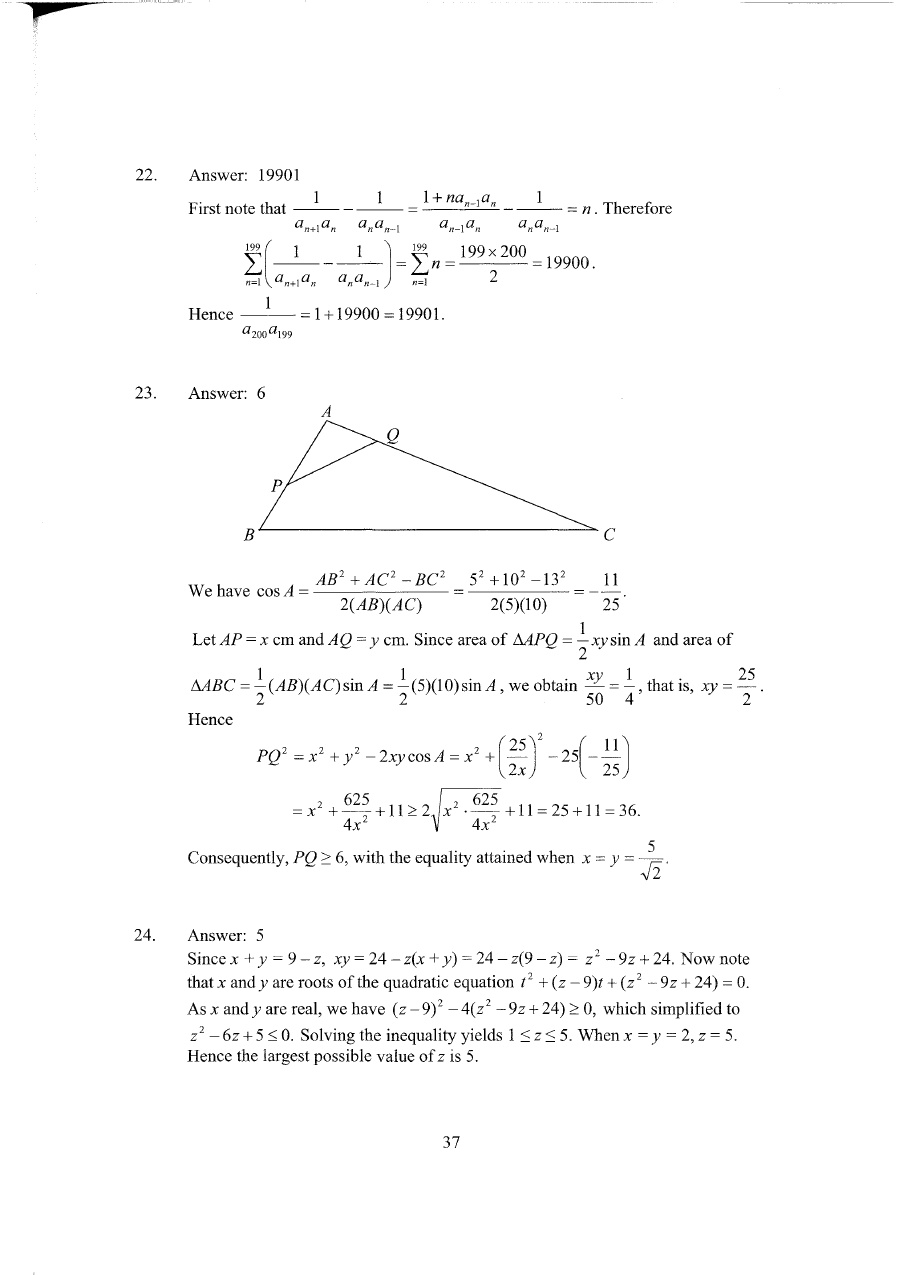 22. Answer: 19901
First note that \frac{1}{a_{n+1}a_n} - \frac{1}{a_n a_{n-1}} = \frac{1+na_{n-1}a_n}{a_{n-1}a_n} - \frac{1}{a_n a_{n-1}} = n. Therefore
\sum_{n=1}^{199} \left( \frac{1}{a_{n+1}a_n} - \frac{1}{a_n a_{n-1}} \right) = \sum_{n=1}^{199} n = \frac{199 \times 200}{2} = 19900.
Hence \frac{1}{a_{200}a_{199}} = 1 + 19900 = 19901.
23. Answer: 6
A
Q
P
B
C
We have cos A = \frac{AB^2 + AC^2 - BC^2}{2(AB)(AC)} = \frac{5^2 + 10^2 - 13^2}{2(5)(10)} = -\frac{11}{25}.
Let AP = x cm and AQ = y cm. Since area of ΔAPQ = \frac{1}{2} xy sin A and area of
ΔABC = \frac{1}{2}(AB)(AC) sin A = \frac{1}{2}(5)(10) sin A, we obtain \frac{xy}{50} = \frac{1}{4}, that is, xy = \frac{25}{2}.
Hence
PQ^2 = x^2 + y^2 - 2xy cos A = x^2 + \left( \frac{25}{2x} \right)^2 - 25\left( -\frac{11}{25} \right)
= x^2 + \frac{625}{4x^2} + 11 ≥ 2\sqrt{x^2 \cdot \frac{625}{4x^2}} + 11 = 25 + 11 = 36.
Consequently, PQ ≥ 6, with the equality attained when x = y = \frac{5}{\sqrt{2}}.
24. Answer: 5
Since x + y = 9 – z, xy = 24 – z(x + y) = 24 – z(9 – z) = z^2 – 9z + 24. Now note
that x and y are roots of the quadratic equation t^2 + (z – 9)t + (z^2 – 9z + 24) = 0.
As x and y are real, we have (z – 9)^2 – 4(z^2 – 9z + 24) ≥ 0, which simplified to
z^2 – 6z + 5 ≤ 0. Solving the inequality yields 1 ≤ z ≤ 5. When x = y = 2, z = 5.
Hence the largest possible value of z is 5.
37